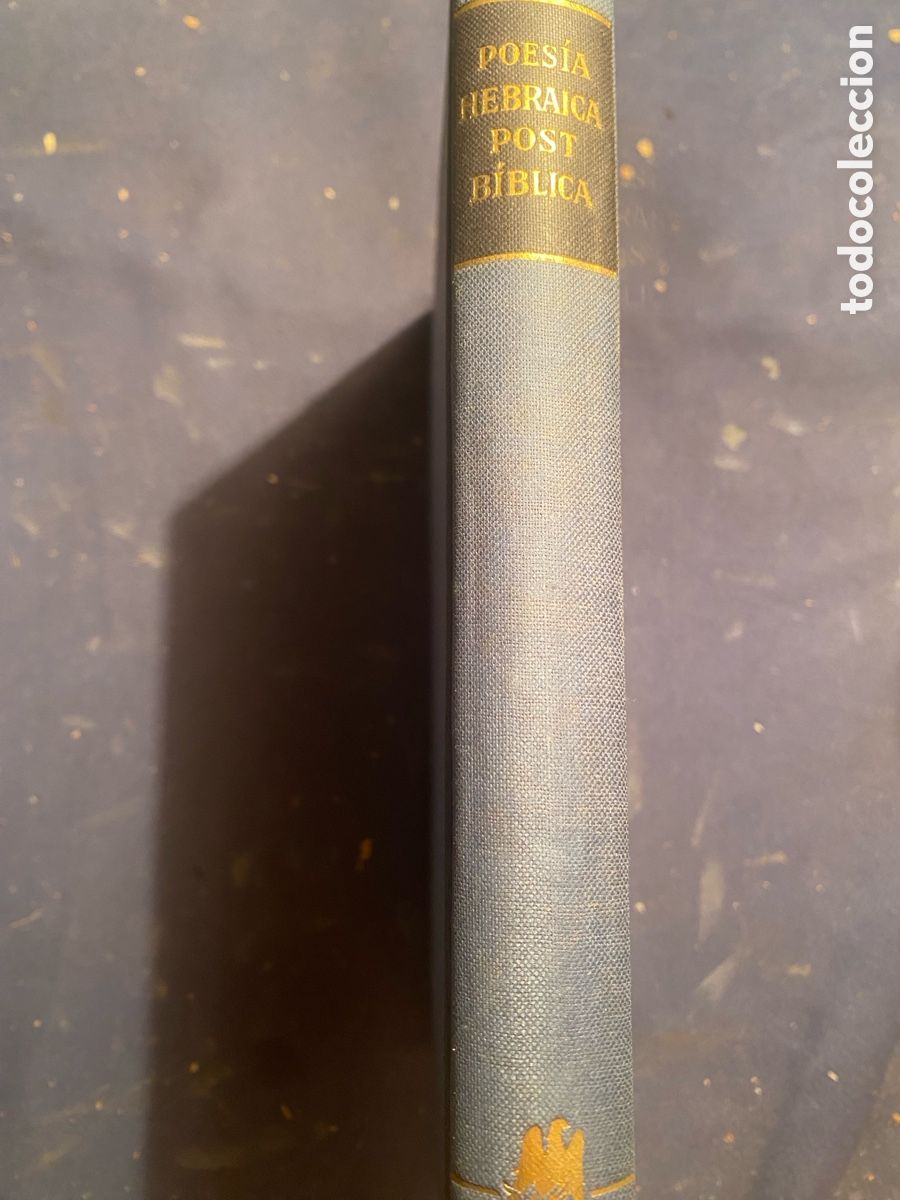 POESÍA
HEBRAICA
POST
BÍBLICA
todocoleccion